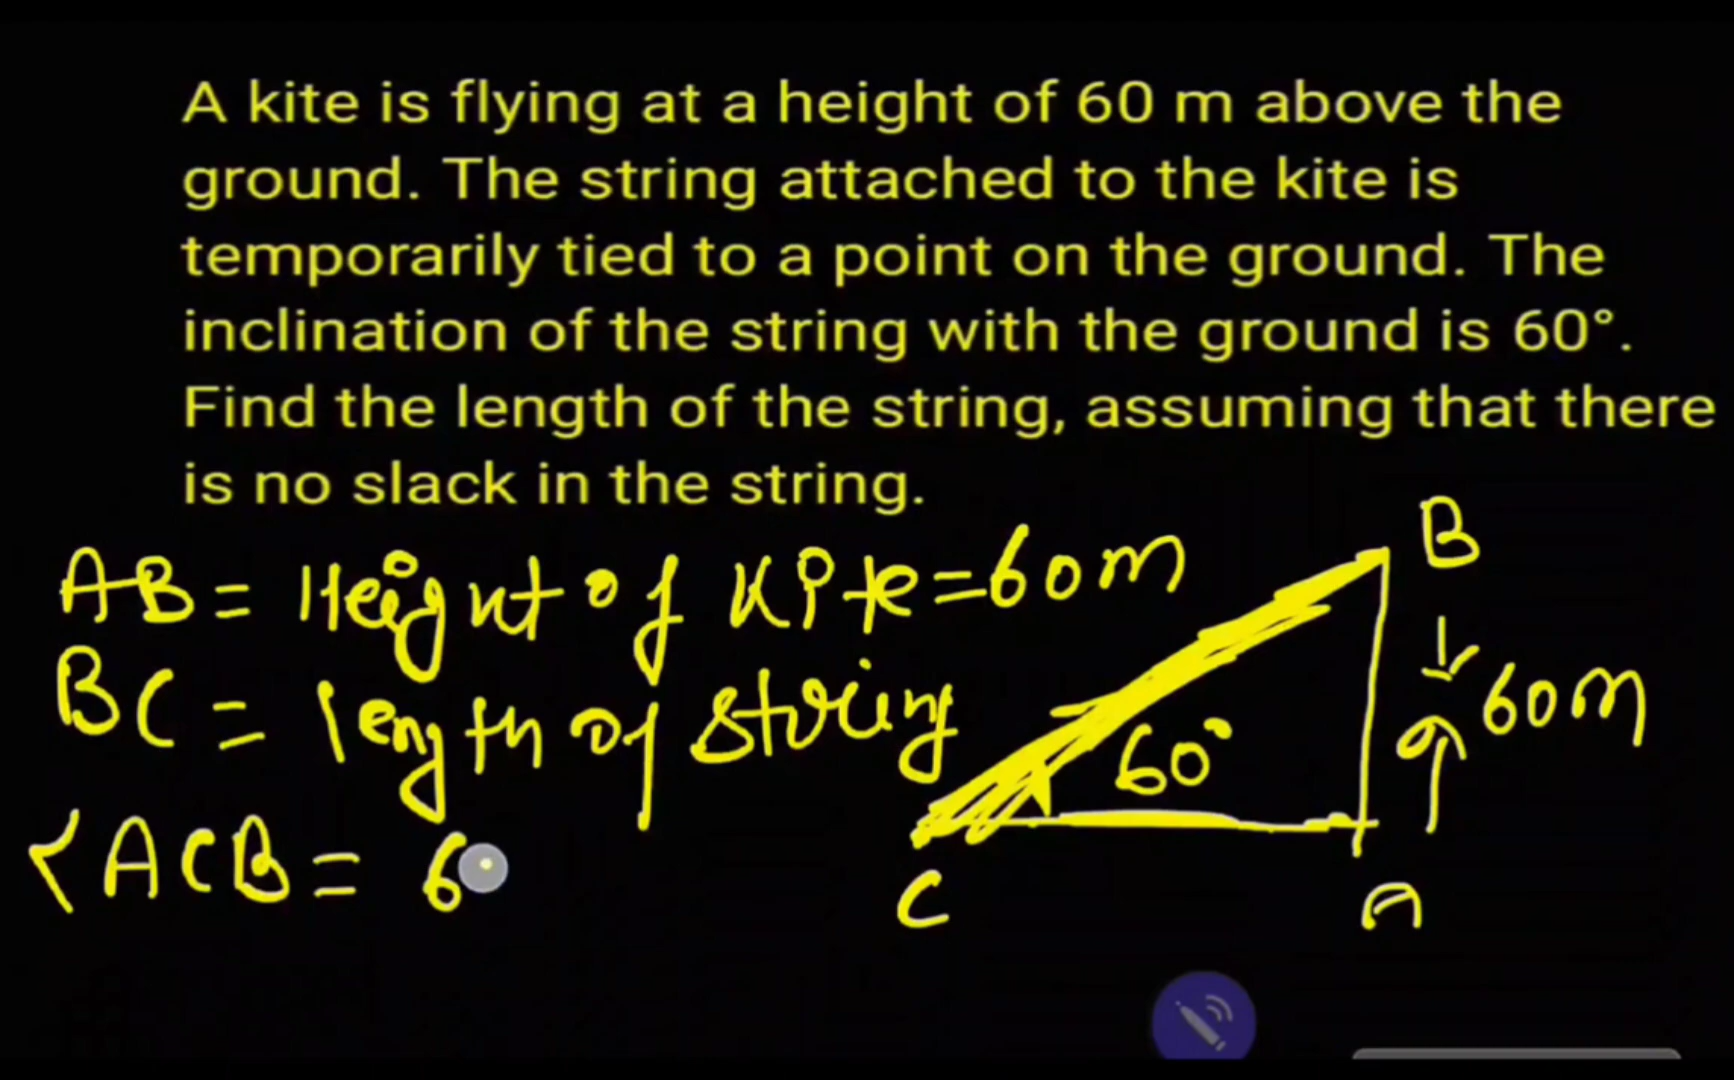 A kite is flying at a height of 60 m above the
ground. The string attached to the kite is
temporarily tied to a point on the ground. The
inclination of the string with the ground is 60°.
Find the length of the string, assuming that there
is no slack in the string.
AB = Height of Kite = 60m
BC = length of string
∠ACB = 6
B
60m
60°
C
A